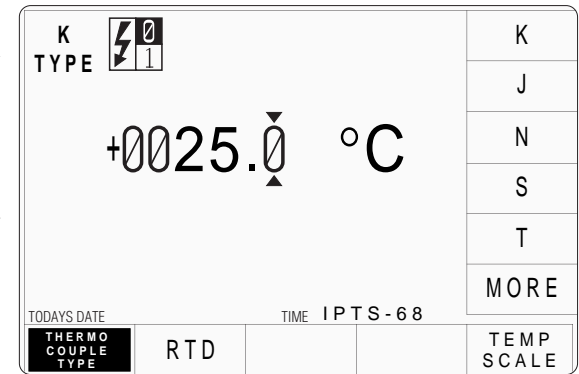 K
TYPE
0
1
+0025.0 °C
K
J
N
S
T
MORE
TODAYS DATE
TIME IPTS-68
THERMO
COUPLE
TYPE
RTD
TEMP
SCALE